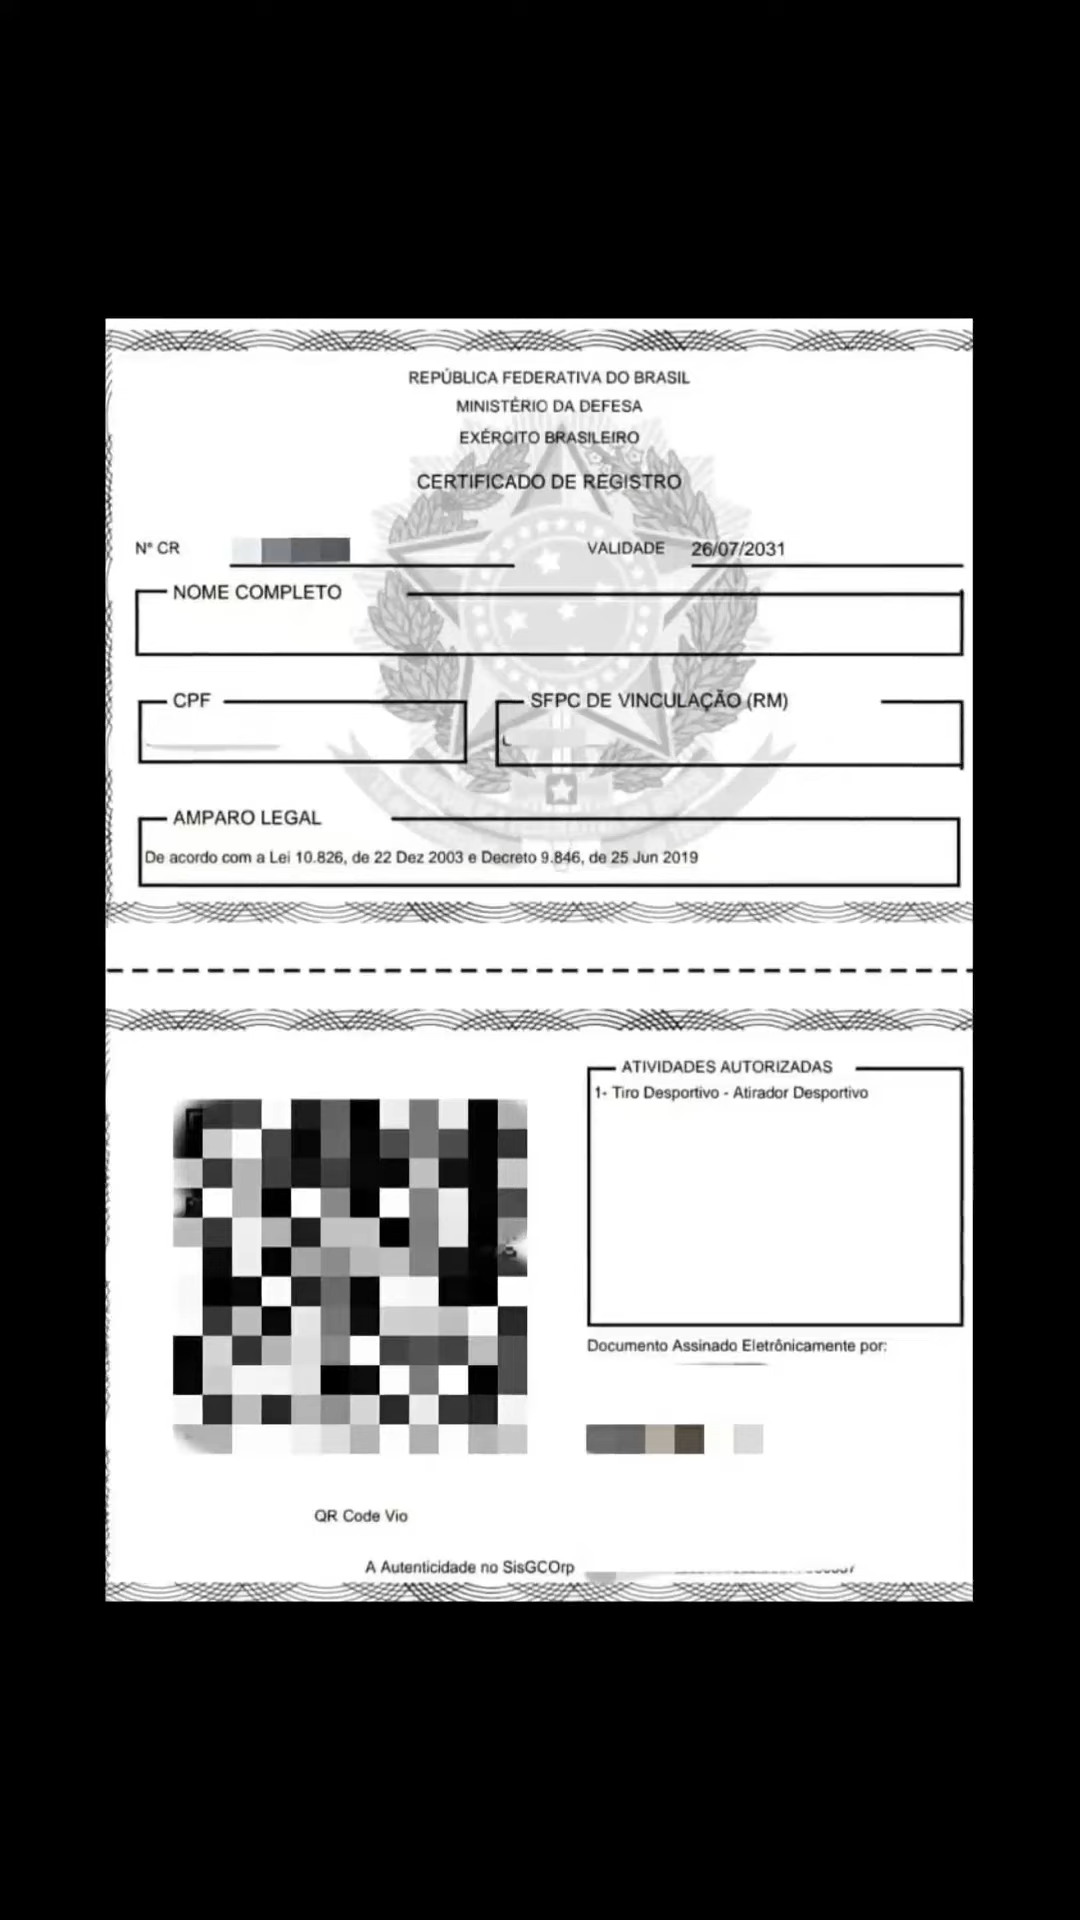 REPÚBLICA FEDERATIVA DO BRASIL
MINISTÉRIO DA DEFESA
EXÉRCITO BRASILEIRO
CERTIFICADO DE REGISTRO
N° CR
VALIDADE 26/07/2031
NOME COMPLETO
CPF
SFPC DE VINCULAÇÃO (RM)
AMPARO LEGAL
De acordo com a Lei 10.826, de 22 Dez 2003 e Decreto 9.846, de 25 Jun 2019
ATIVIDADES AUTORIZADAS
1- Tiro Desportivo - Atirador Desportivo
Documento Assinado Eletrônicamente por:
QR Code Vio
A Autenticidade no SisGCOrp